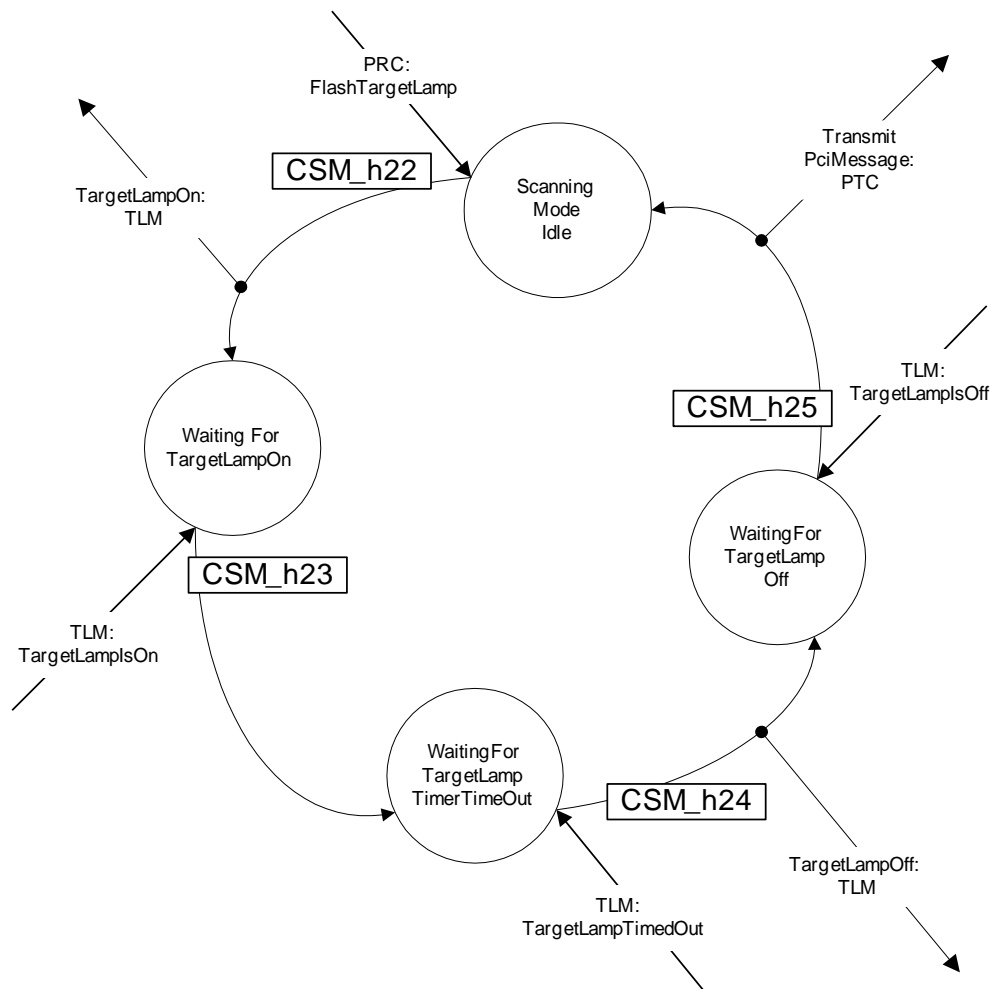 PRC:
FlashTargetLamp
CSM_h22
TargetLampOn:
TLM
Scanning
Mode
Idle
Transmit
PciMessage:
PTC
TLM:
TargetLampIsOff
CSM_h25
Waiting For
TargetLampOn
WaitingFor
TargetLamp
Off
CSM_h23
TLM:
TargetLampIsOn
WaitingFor
TargetLamp
TimerTimeOut
CSM_h24
TargetLampOff:
TLM
TLM:
TargetLampTimedOut